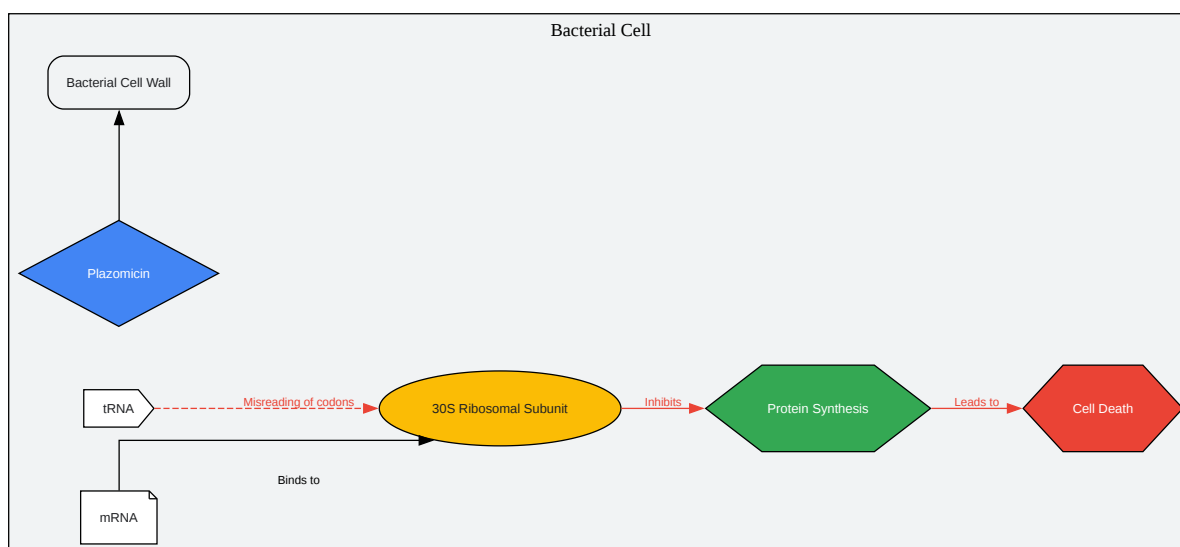 Bacterial Cell
Bacterial Cell Wall
Plazomicin
tRNA
Misreading of codons
30S Ribosomal Subunit
Inhibits
Protein Synthesis
Leads to
Cell Death
Binds to
mRNA